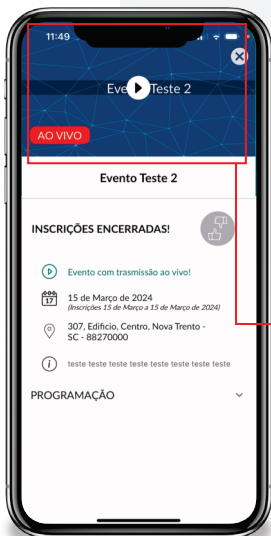 11:49
Evento Teste 2
AO VIVO
Evento Teste 2
INSCRIÇÕES ENCERRADAS!
Evento com trasmissão ao vivo!
17
15 de Março de 2024
(Inscrições 15 de Março a 15 de Março de 2024)
307, Edifício, Centro, Nova Trento -
SC - 88270000
teste teste teste teste teste teste teste teste
PROGRAMAÇÃO